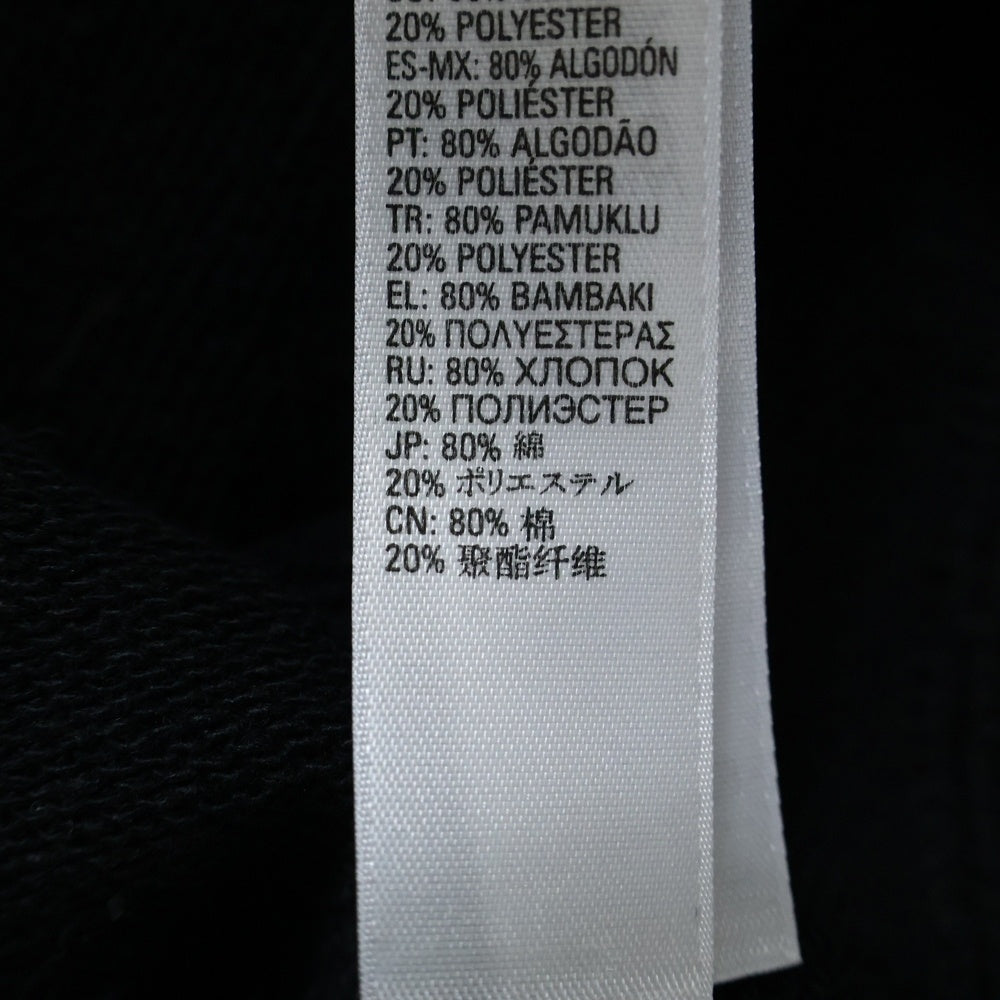 20% POLYESTER
ES-MX: 80% ALGODÓN
20% POLIÉSTER
PT: 80% ALGODÃO
20% POLIÉSTER
TR: 80% PAMUKLU
20% POLYESTER
EL: 80% BAMBAKI
20% ΠΟΛΥΕΣΤΕΡΑΣ
RU: 80% ХЛОПОК
20% ПОЛИЭСТЕР
JP: 80% 綿
20% ポリエステル
CN: 80% 棉
20% 聚酯纤维